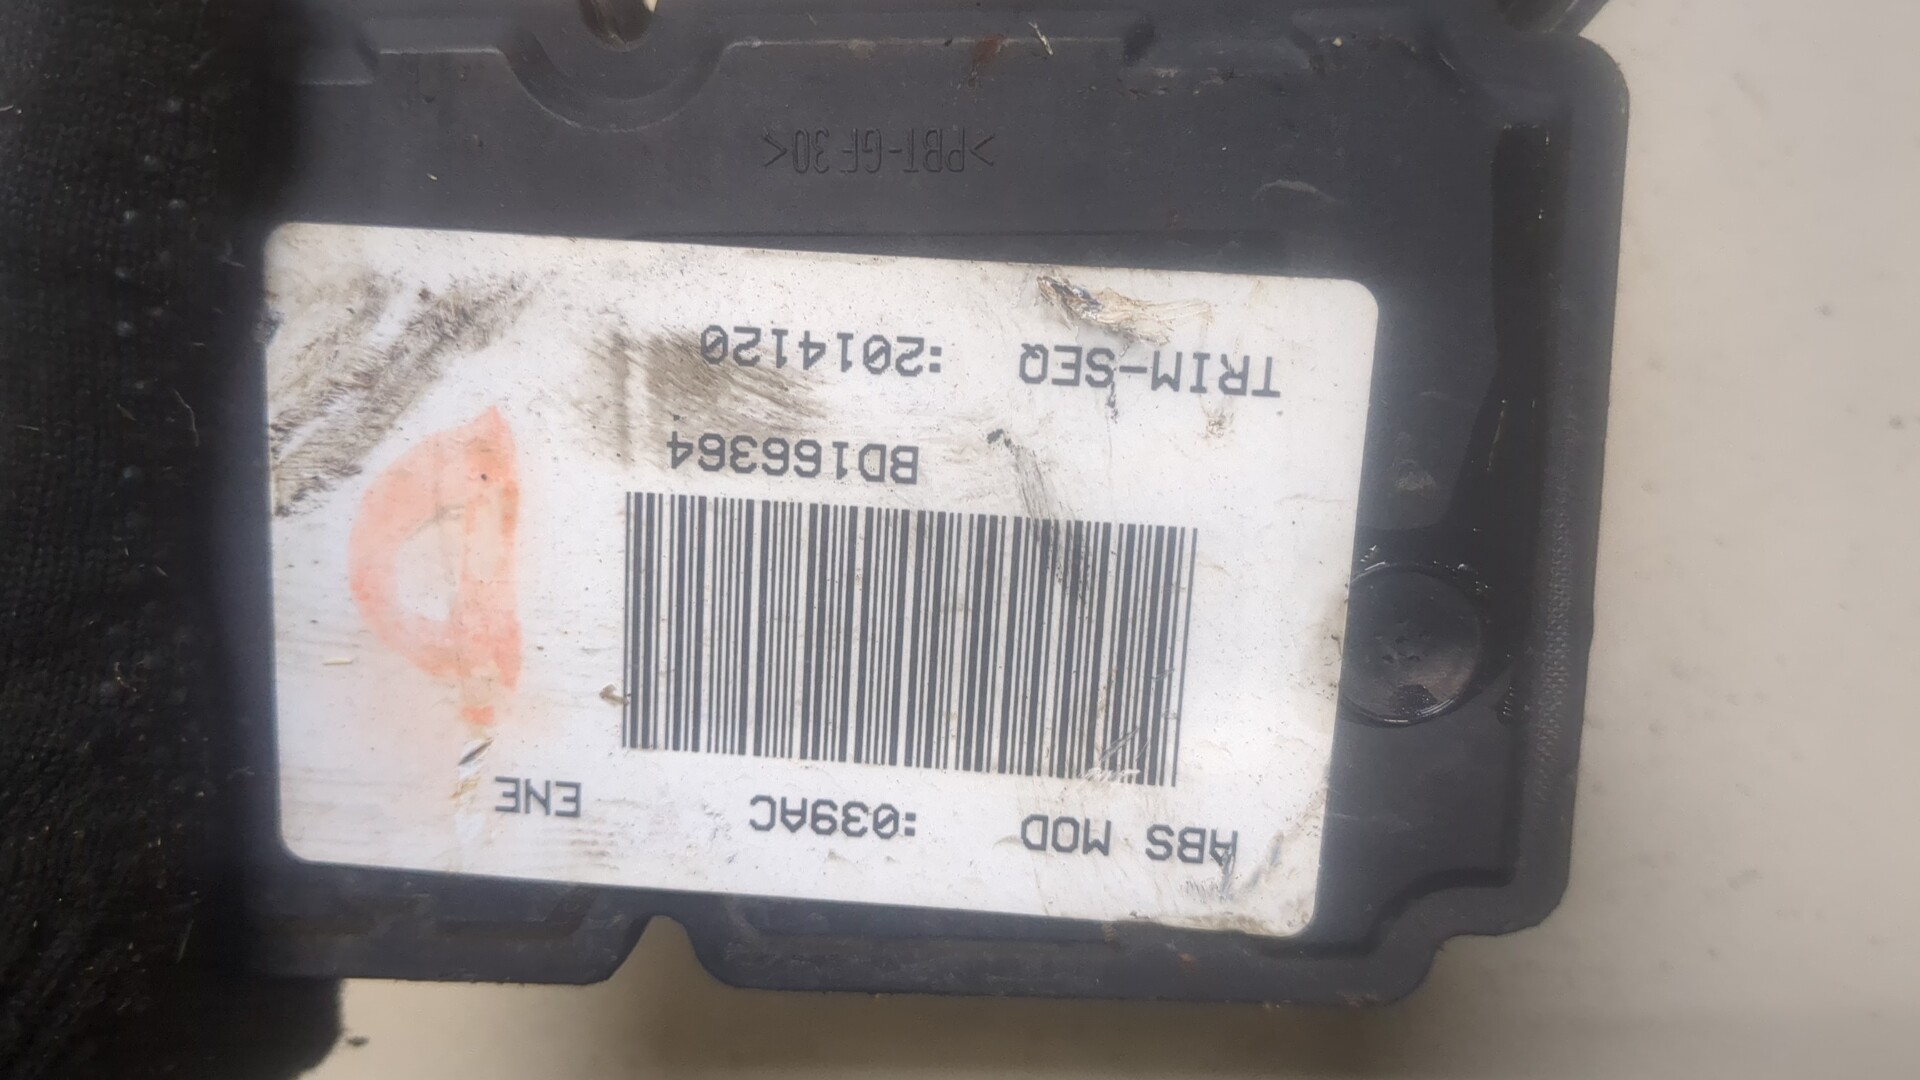 ABS MOD :039AC ENE
BD166364
TRIM-SEQ :2014120
>PBT-GF30<